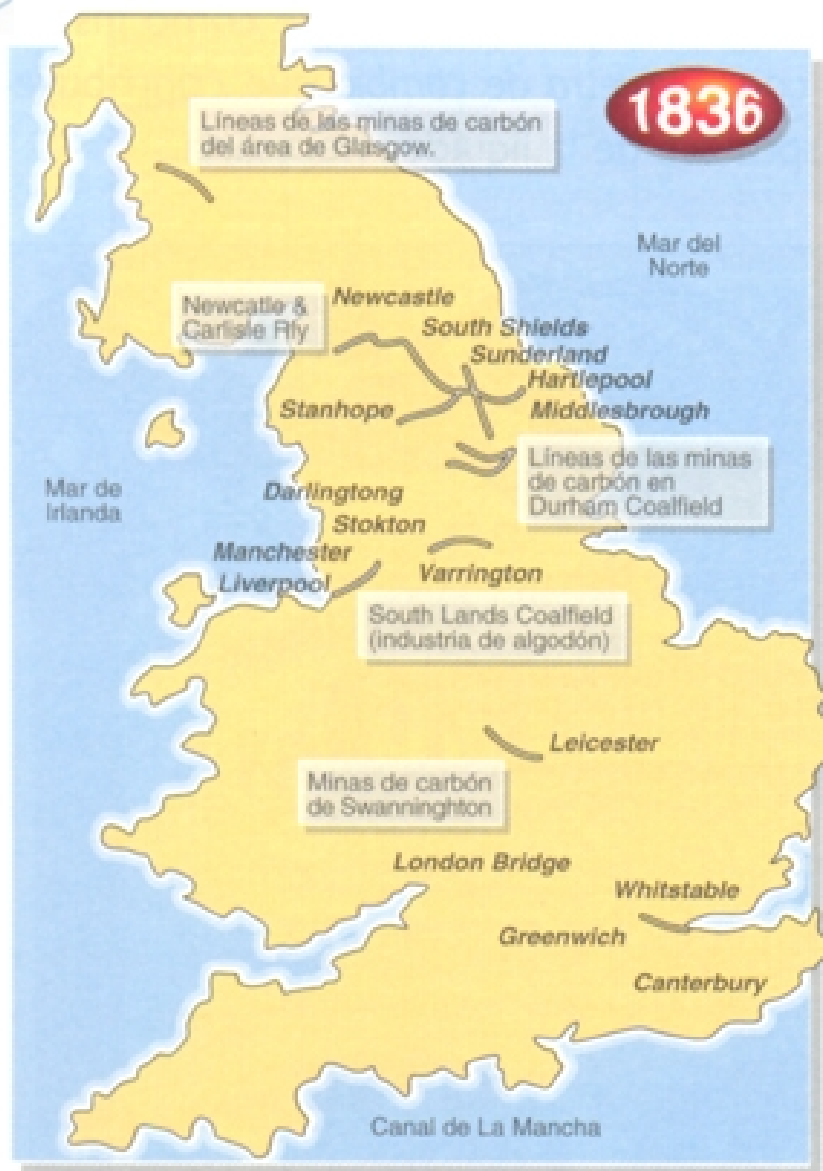 1836
Líneas de las minas de carbón
del área de Glasgow.
Mar del
Norte
Newcatle &
Carlisle Rly
Newcastle
South Shields
Sunderland
Hartlepool
Stanhope
Middlesbrough
Líneas de las minas
de carbón en
Durham Coalfield
Mar de
Irlanda
Darlingtong
Stokton
Manchester
Liverpool
Varrington
South Lands Coalfield
(industria de algodón)
Leicester
Minas de carbón
de Swanninghton
London Bridge
Whitstable
Greenwich
Canterbury
Canal de La Mancha